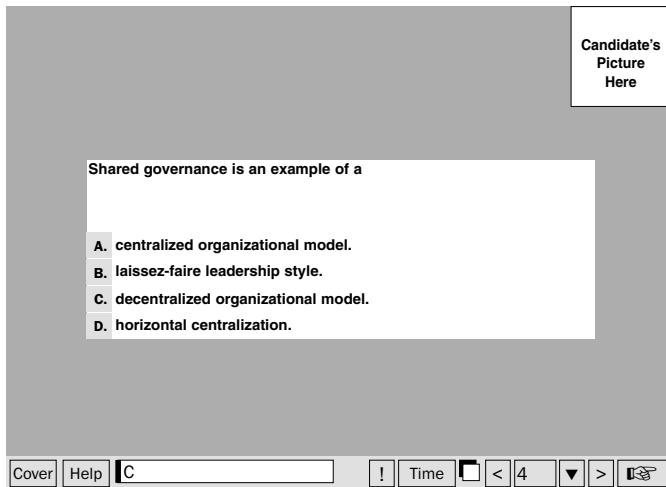 Candidate's
Picture
Here
Shared governance is an example of a
A. centralized organizational model.
B. laissez-faire leadership style.
C. decentralized organizational model.
D. horizontal centralization.
Cover Help C ! Time < 4 ▼ > ☞